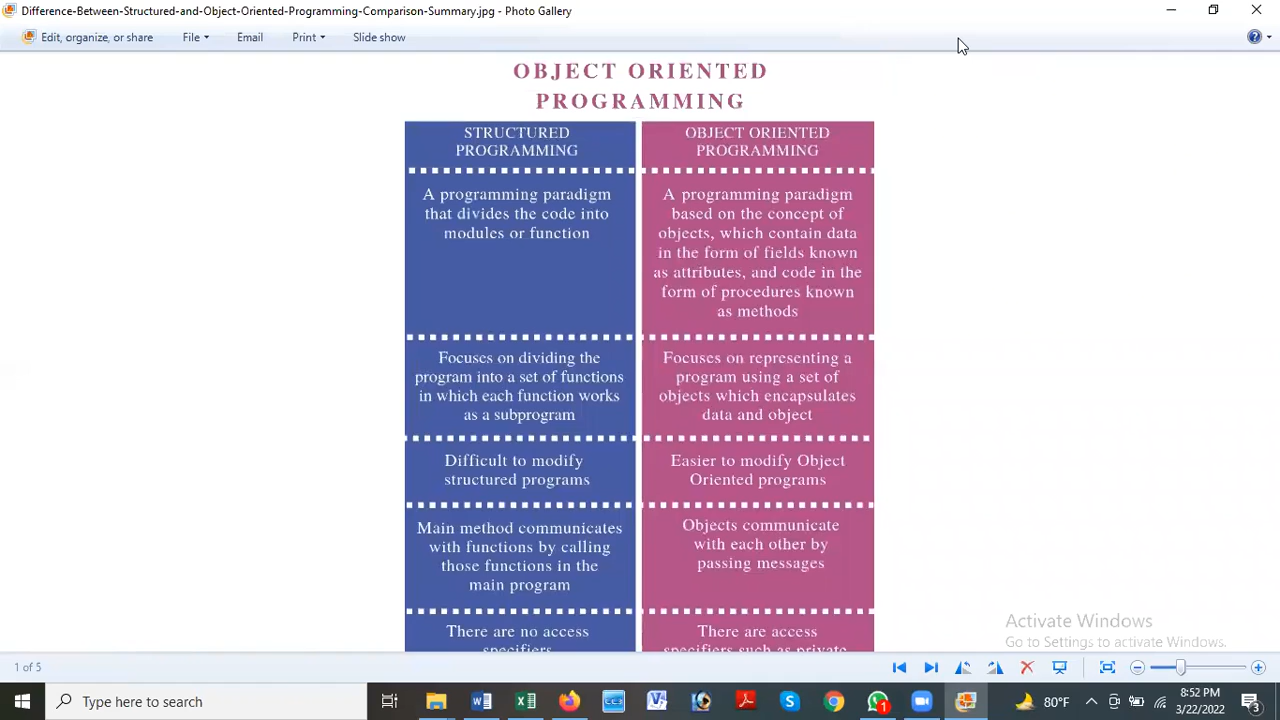 Difference-Between-Structured-and-Object-Oriented-Programming-Comparison-Summary.jpg - Photo Gallery
Edit, organize, or share File Email Print Slide show
OBJECT ORIENTED
PROGRAMMING
STRUCTURED
PROGRAMMING
A programming paradigm
that divides the code into
modules or function
Focuses on dividing the
program into a set of functions
in which each function works
as a subprogram
Difficult to modify
structured programs
Main method communicates
with functions by calling
those functions in the
main program
There are no access
specifiers
OBJECT ORIENTED
PROGRAMMING
A programming paradigm
based on the concept of
objects, which contain data
in the form of fields known
as attributes, and code in the
form of procedures known
as methods
Focuses on representing a
program using a set of
objects which encapsulates
data and object
Easier to modify Object
Oriented programs
Objects communicate
with each other by
passing messages
There are access
specifiers such as private
Activate Windows
Go to Settings to activate Windows.
1 of 5
Type here to search
1
80°F
8:52 PM
3/22/2022
3